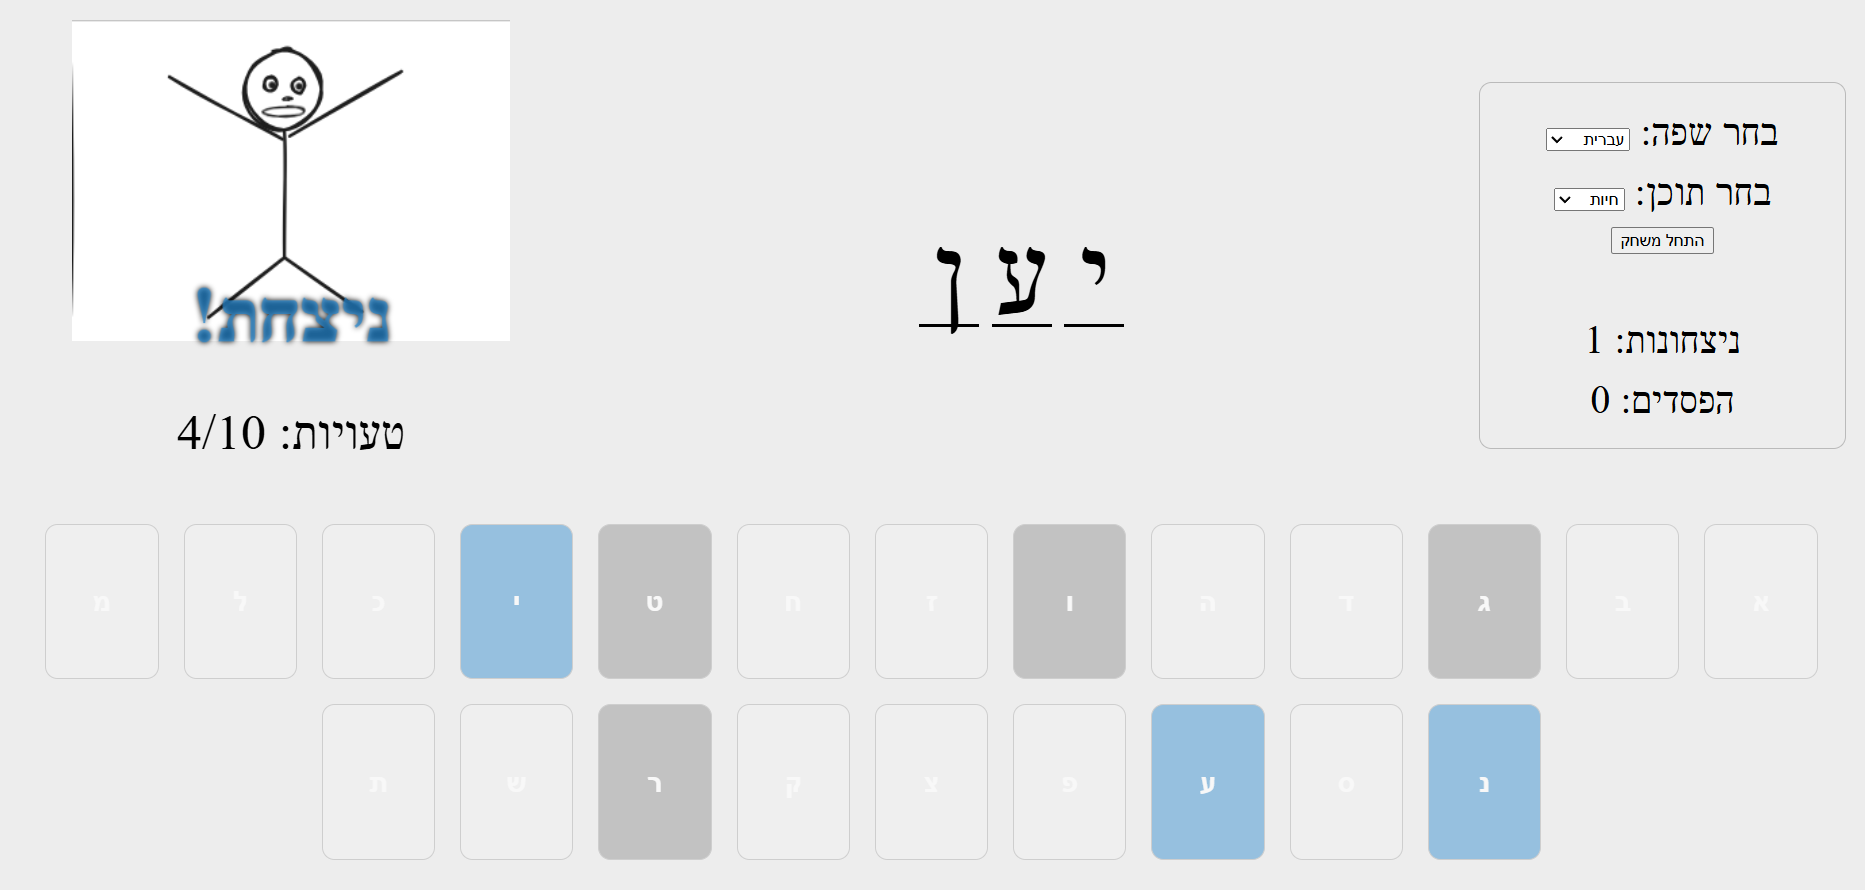 בחר שפה: עברית
בחר תוכן: חיות
התחל משחק
ניצחונות: 1
הפסדים: 0
י ע ן
ניצחת!
טעויות: 4/10
א ב ג ד ה ו ז ח ט י כ ל מ
נ ס ע פ צ ק ר ש ת